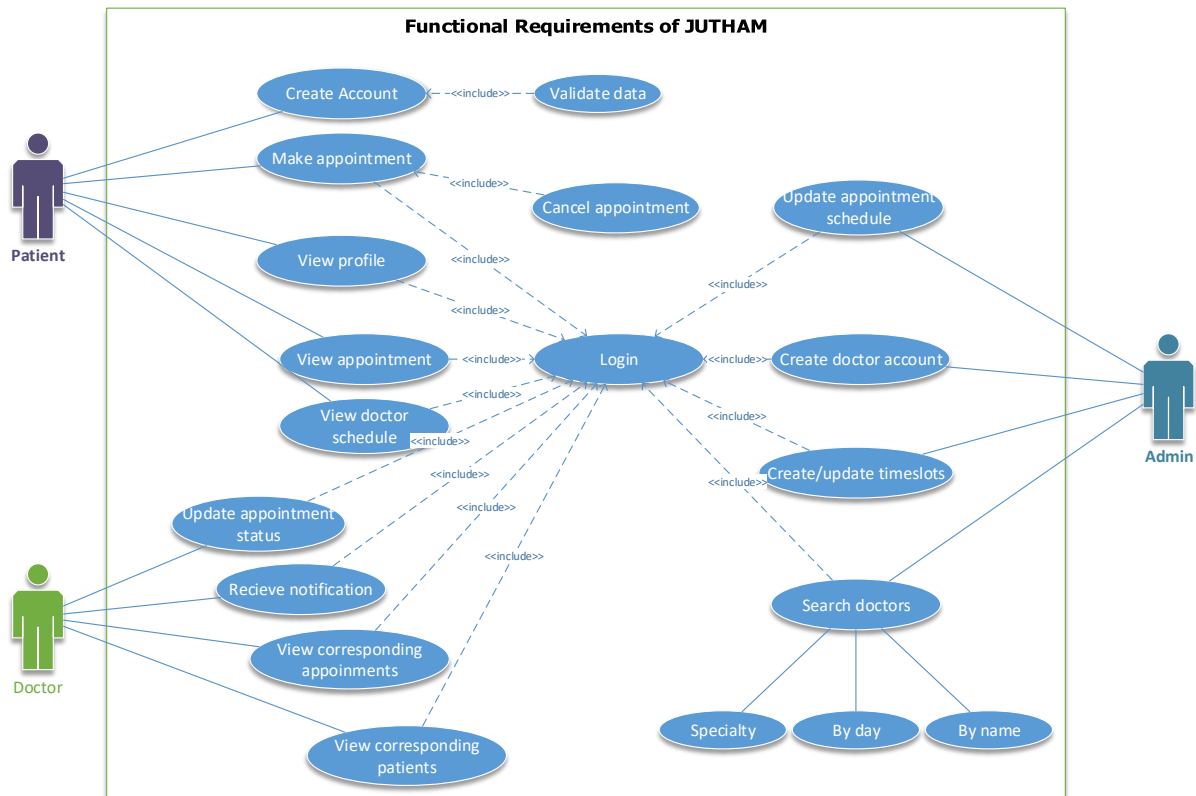 Functional Requirements of JUTHAM
Create Account
<<include>>
Validate data
Make appointment
<<include>>
Cancel appointment
Update appointment
schedule
Patient
View profile
<<include>>
<<include>>
<<include>>
View appointment
<<include>>
Login
<<include>>
Create doctor account
<<include>>
View doctor
schedule
<<include>>
<<include>>
Admin
<<include>>
Create/update timeslots
<<include>>
Update appointment
status
<<include>>
<<include>>
Recieve notification
Search doctors
View corresponding
appoinments
Doctor
Specialty
By day
By name
View corresponding
patients